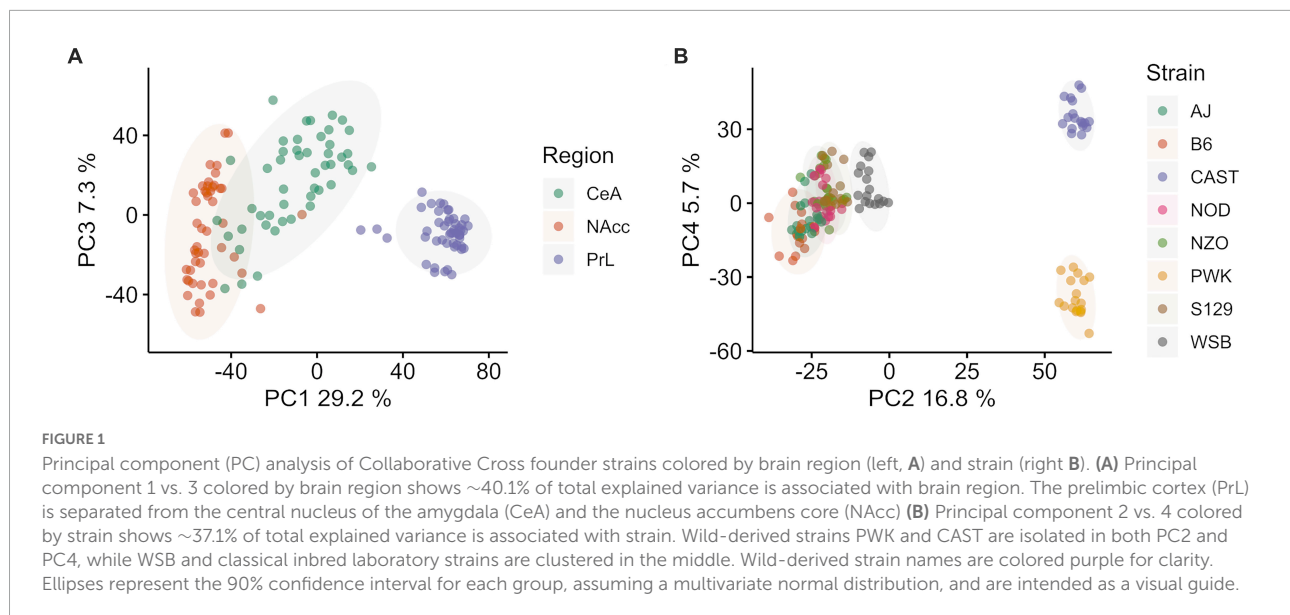 A
PC3 7.3 %
40
0
-40
-40
0
40
80
PC1 29.2 %
Region
CeA
NAcc
PrL
B
PC4 5.7 %
30
0
-30
-60
-25
0
25
50
PC2 16.8 %
Strain
AJ
B6
CAST
NOD
NZO
PWK
S129
WSB
FIGURE 1
Principal component (PC) analysis of Collaborative Cross founder strains colored by brain region (left, A) and strain (right B). (A) Principal
component 1 vs. 3 colored by brain region shows ~40.1% of total explained variance is associated with brain region. The prelimbic cortex (PrL)
is separated from the central nucleus of the amygdala (CeA) and the nucleus accumbens core (NAcc) (B) Principal component 2 vs. 4 colored
by strain shows ~37.1% of total explained variance is associated with strain. Wild-derived strains PWK and CAST are isolated in both PC2 and
PC4, while WSB and classical inbred laboratory strains are clustered in the middle. Wild-derived strain names are colored purple for clarity.
Ellipses represent the 90% confidence interval for each group, assuming a multivariate normal distribution, and are intended as a visual guide.